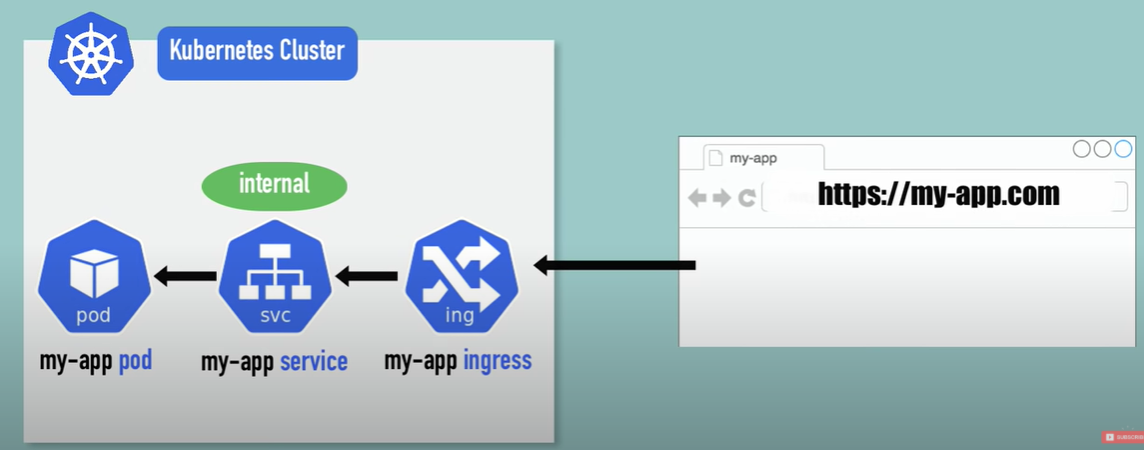 Kubernetes Cluster
my-app
https://my-app.com
internal
pod
svc
ing
my-app pod
my-app service
my-app ingress
SUBSCRIBE